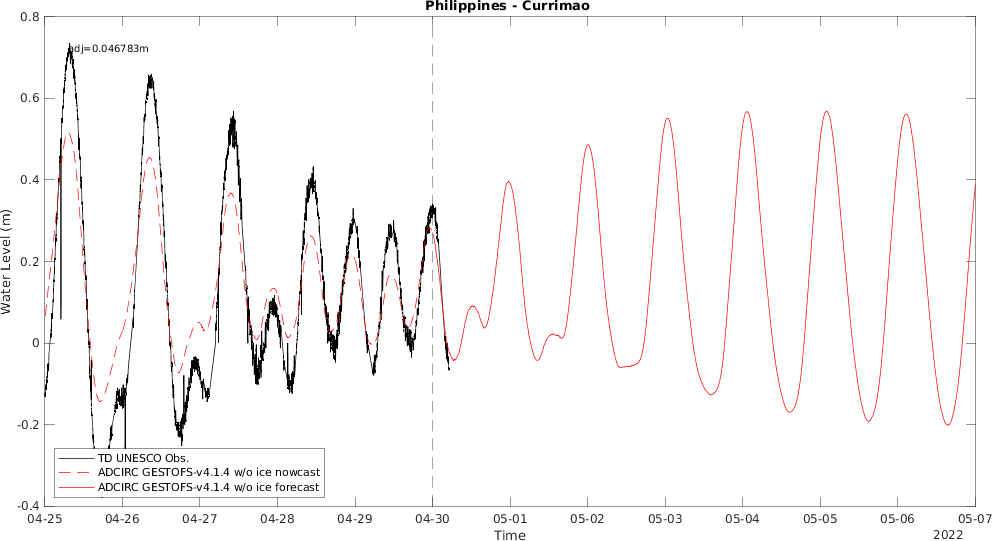 Philippines - Currimao
0.8
0.6
0.4
0.2
0
-0.2
-0.4
Water Level (m)
adj=0.046783m
TD UNESCO Obs.
ADCIRC GESTOFS-v4.1.4 w/o ice nowcast
ADCIRC GESTOFS-v4.1.4 w/o ice forecast
04-25 04-26 04-27 04-28 04-29 04-30 05-01 05-02 05-03 05-04 05-05 05-06 05-07
Time
2022